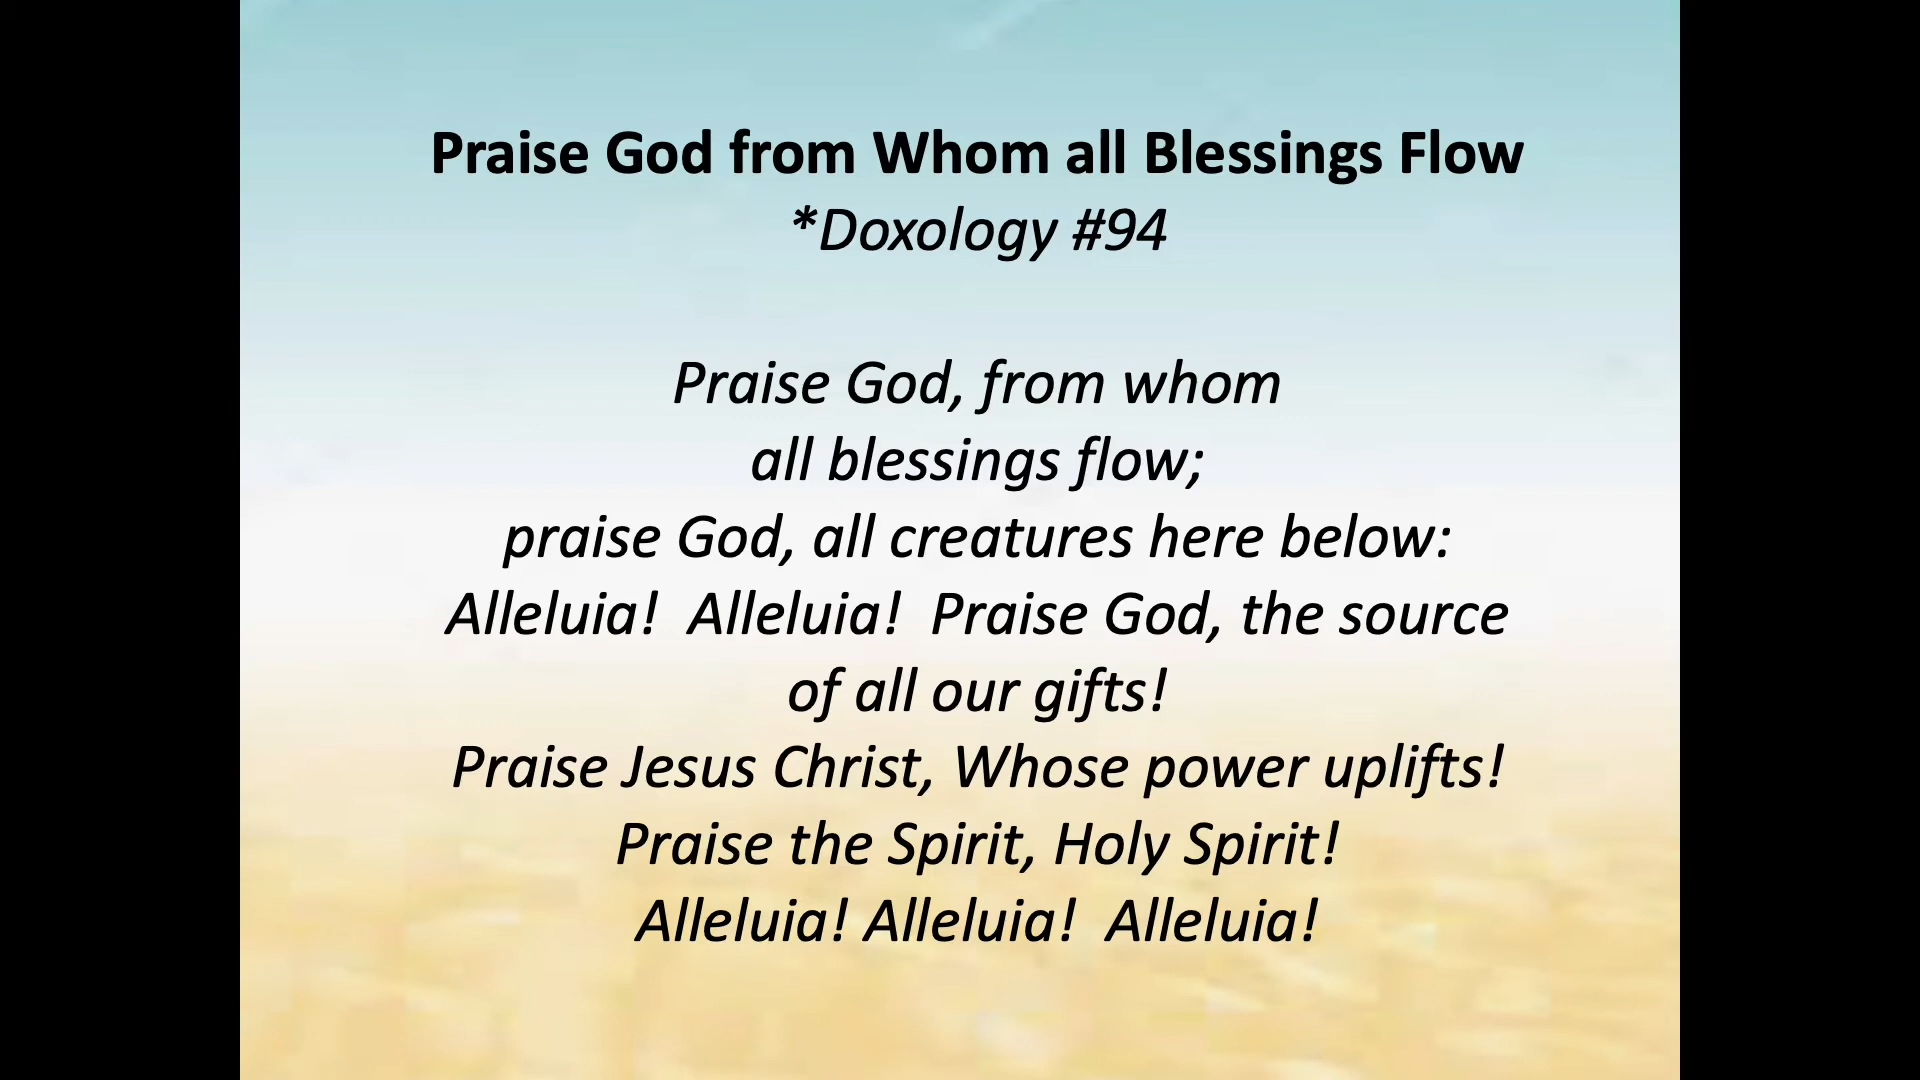 Praise God from Whom all Blessings Flow
*Doxology #94
Praise God, from whom
all blessings flow;
praise God, all creatures here below:
Alleluia!  Alleluia!  Praise God, the source
of all our gifts!
Praise Jesus Christ, Whose power uplifts!
Praise the Spirit, Holy Spirit!
Alleluia! Alleluia!  Alleluia!